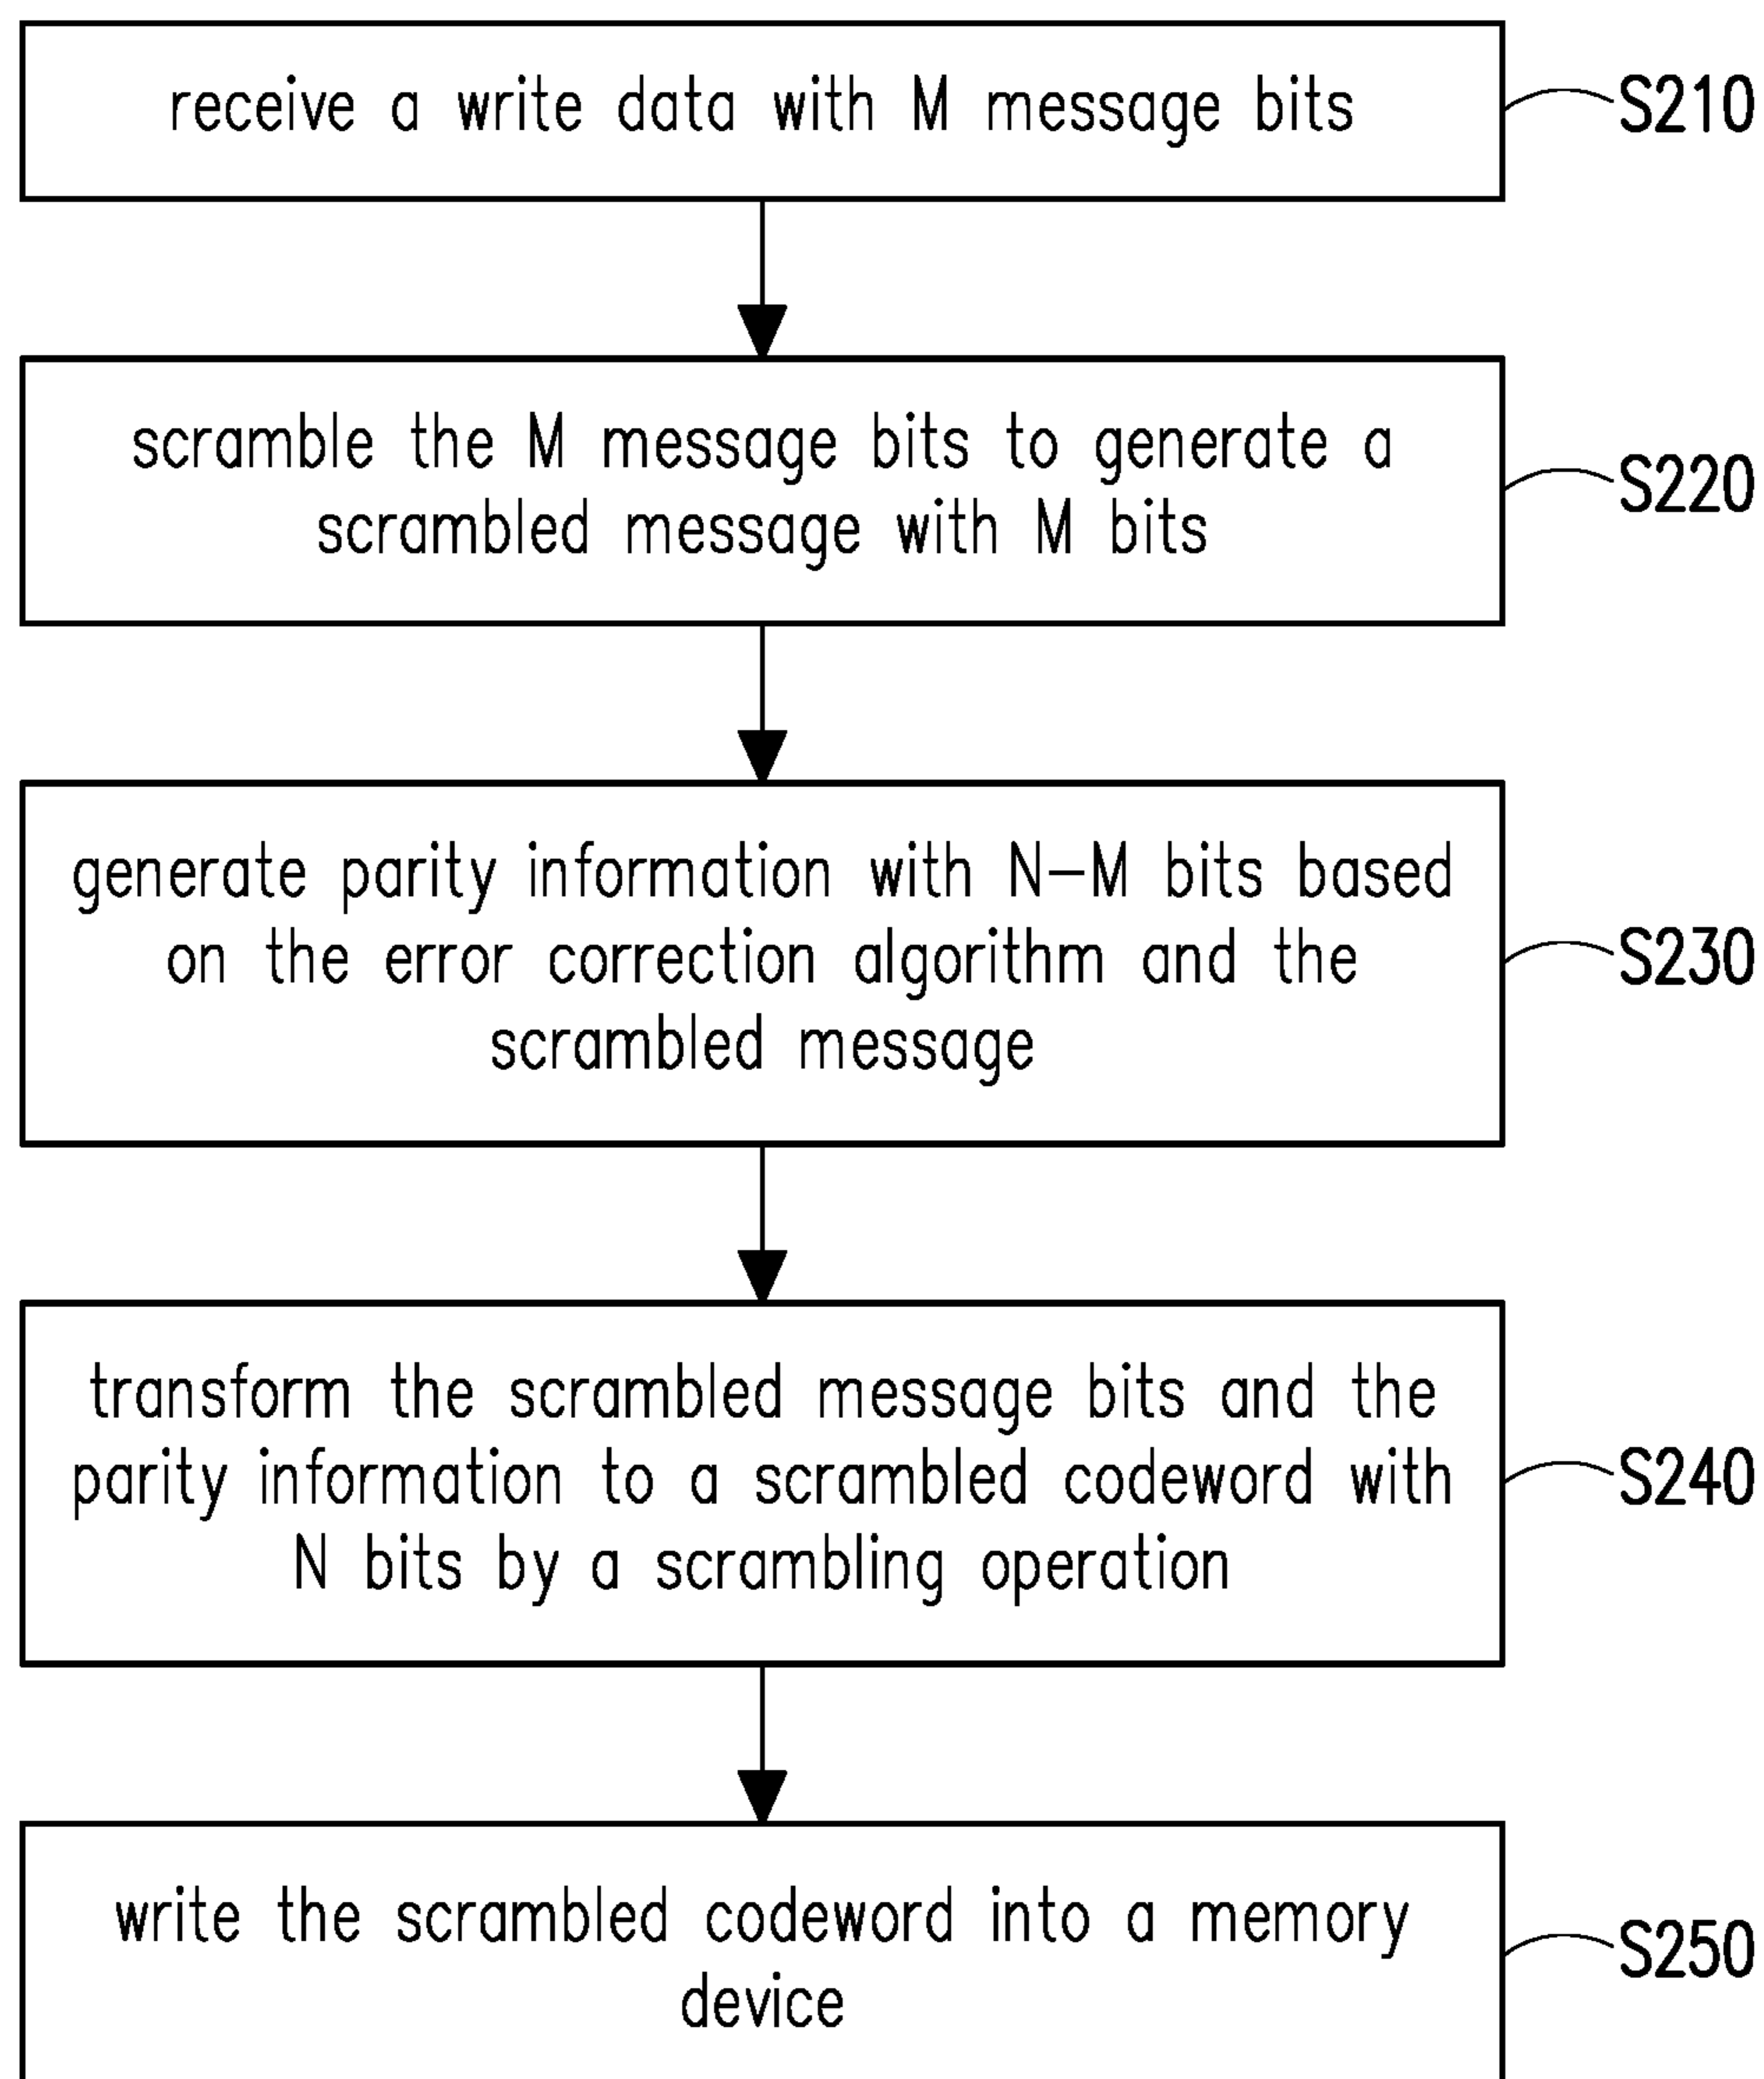 receive a write data with M message bits
S210
scramble the M message bits to generate a
scrambled message with M bits
S220
generate parity information with N-M bits based
on the error correction algorithm and the
scrambled message
S230
transform the scrambled message bits and the
parity information to a scrambled codeword with
N bits by a scrambling operation
S240
write the scrambled codeword into a memory
device
S250